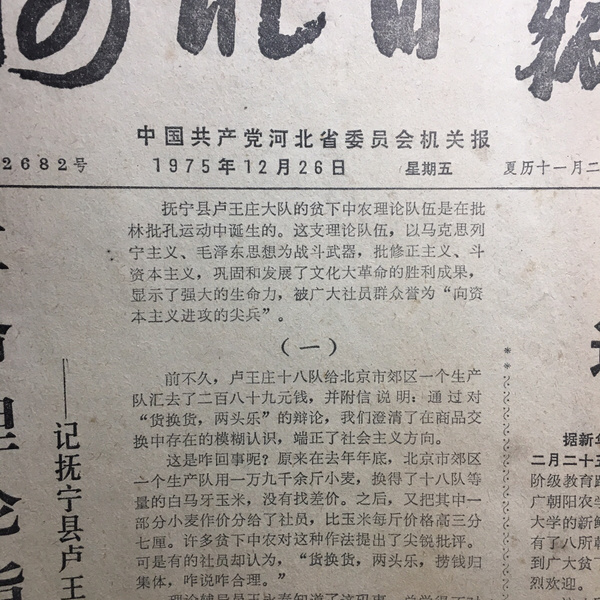 河北日报
中国共产党河北省委员会机关报
2682号 1975年12月26日 星期五 夏历十一月二
抚宁县卢王庄大队的贫下中农理论队伍是在批
林批孔运动中诞生的。这支理论队伍，以马克思列
宁主义、毛泽东思想为战斗武器，批修正主义、斗
资本主义，巩固和发展了文化大革命的胜利成果，
显示了强大的生命力，被广大社员群众誉为“向资
本主义进攻的尖兵”。
（一）
前不久，卢王庄十八队给北京市郊区一个生产
队汇去了二百八十九元钱，并附信说明：通过对
“货换货，两头乐”的辩论，我们澄清了在商品交
换中存在的模糊认识，端正了社会主义方向。
这是咋回事呢？原来在去年年底，北京市郊区
一个生产队用一万九千余斤小麦，换得了十八队等
量的白马牙玉米，没有找差价。之后，又把其中一
部分小麦作价分给了社员，比玉米每斤价格高三分
七厘。许多贫下中农对这种作法提出了尖锐批评。
可是有的社员却认为，“货换货，两头乐，捞钱归
集体，咋说咋合理。”
命
理
论
——记抚宁县卢王
据新华
二月二十五
阶级教育
广朝阳农学
大学的新鲜
有了八所朝
到广大贫下
烈欢迎。